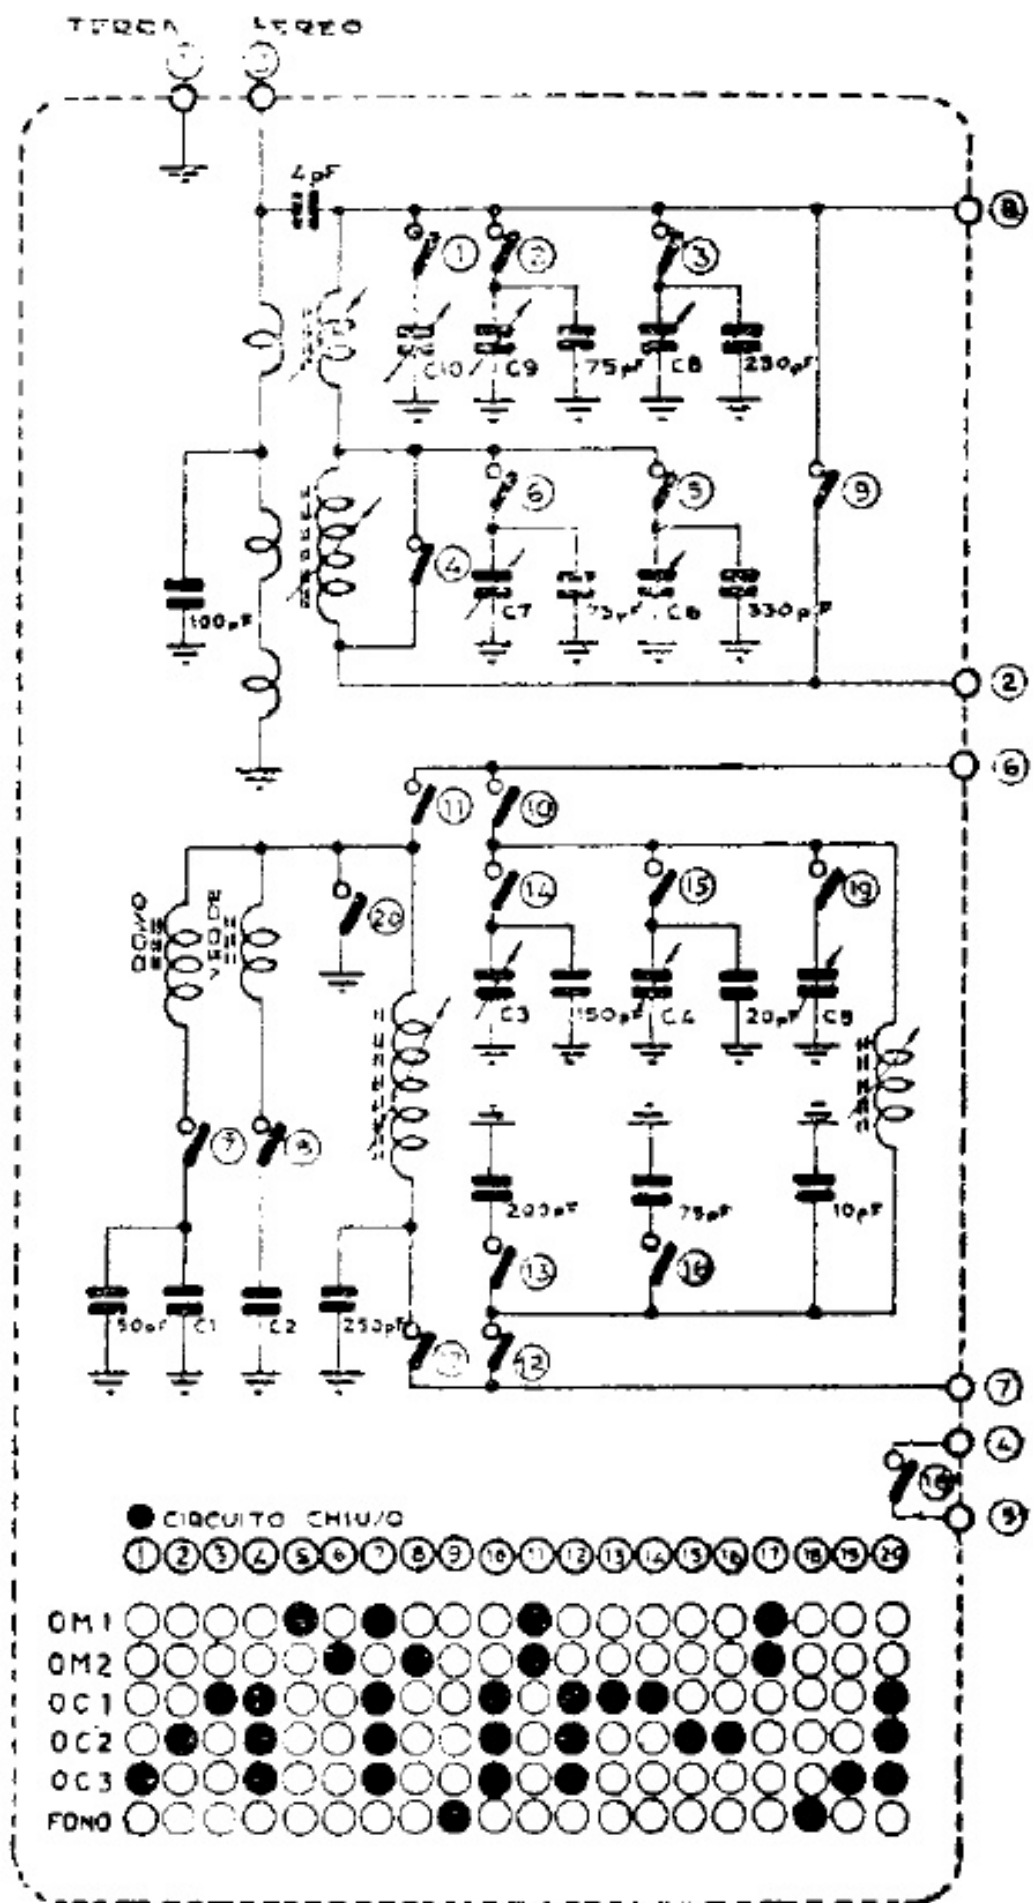 TERRA AEREO
8
4pF
1 2 3
C10 C9 75pF C8 250pF
6 5 9
4
100pF C7 75pF C6 330pF
2
6
11 10
14 15 19
20
ROSSO
VERDE
C3 150pF C4 20pF C5
7 8
200pF 75pF 10pF
13 16
50pF C1 C2 250pF
17 12
7
4
18
5
CIRCUITO CHIUSO
1 2 3 4 5 6 7 8 9 10 11 12 13 14 15 16 17 18 19 20
OM1
OM2
OC1
OC2
OC3
FONO